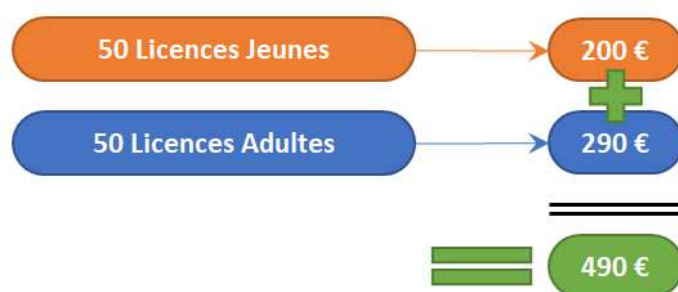 50 Licences Jeunes
200 €
50 Licences Adultes
290 €
490 €